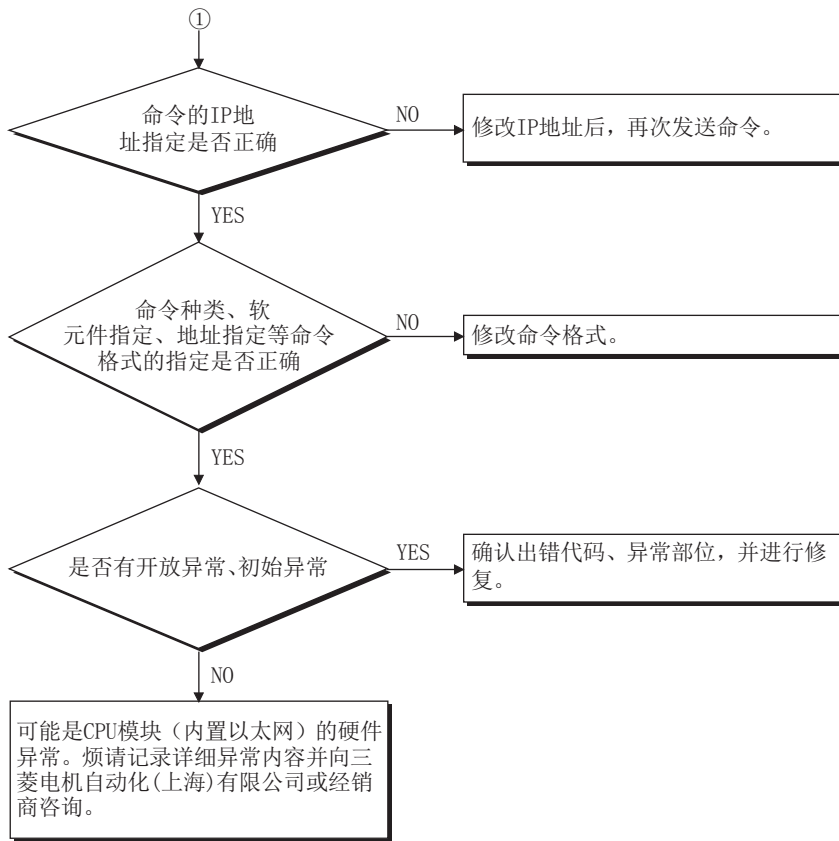 ①
命令的IP地
址指定是否正确
NO
修改IP地址后，再次发送命令。
YES
命令种类、软
元件指定、地址指定等命令
格式的指定是否正确
NO
修改命令格式。
YES
是否有开放异常、初始异常
YES
确认出错代码、异常部位，并进行修
复。
NO
可能是CPU模块（内置以太网）的硬件
异常。烦请记录详细异常内容并向三
菱电机自动化(上海)有限公司或经销
商咨询。